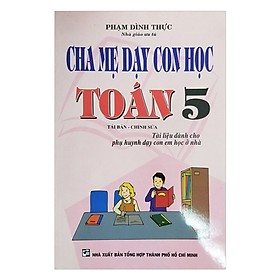 PHẠM ĐÌNH THỰC
Nhà giáo ưu tú
CHA MẸ DẠY CON HỌC
TOÁN 5
TÁI BẢN - CHỈNH SỬA
Tài liệu dành cho
phụ huynh dạy con em học ở nhà
NHÀ XUẤT BẢN TỔNG HỢP THÀNH PHỐ HỒ CHÍ MINH